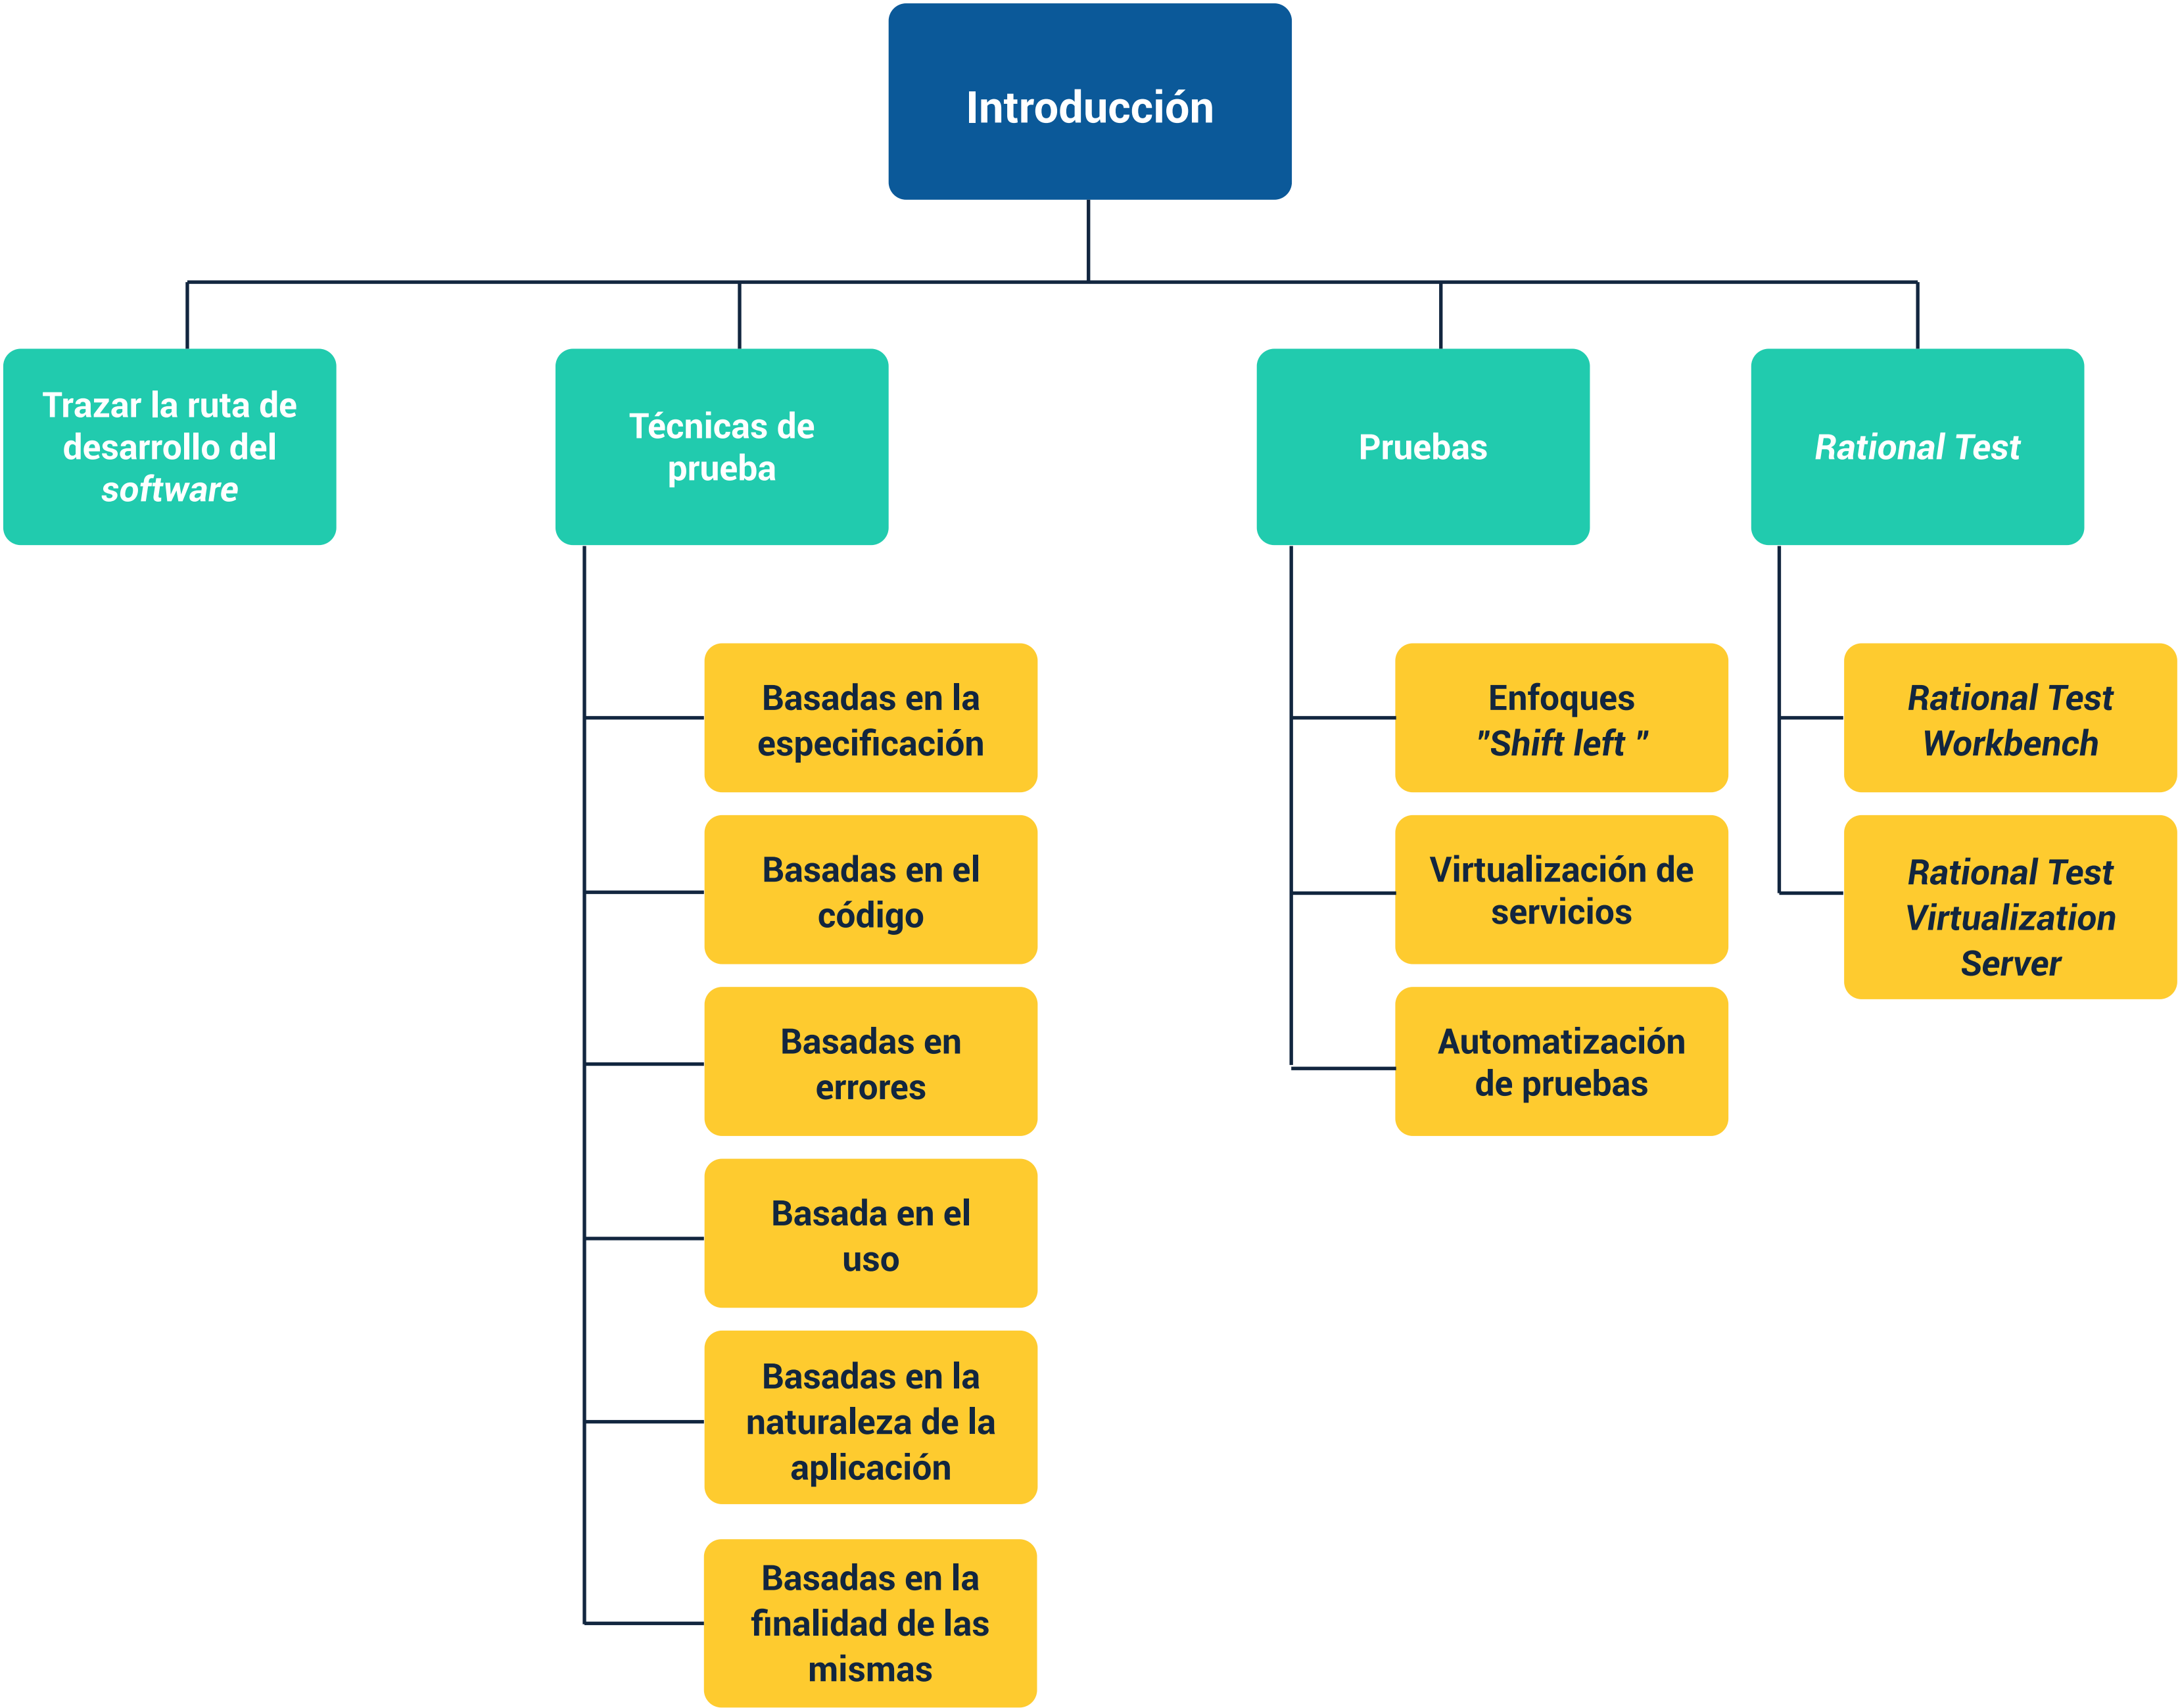 Introducción
Trazar la ruta de
desarrollo del
software
Técnicas de
prueba
Pruebas
Rational Test
Basadas en la
especificación
Basadas en el
código
Basadas en
errores
Basada en el
uso
Basadas en la
naturaleza de la
aplicación
Basadas en la
finalidad de las
mismas
Enfoques
"Shift left "
Virtualización de
servicios
Automatización
de pruebas
Rational Test
Workbench
Rational Test
Virtualization
Server